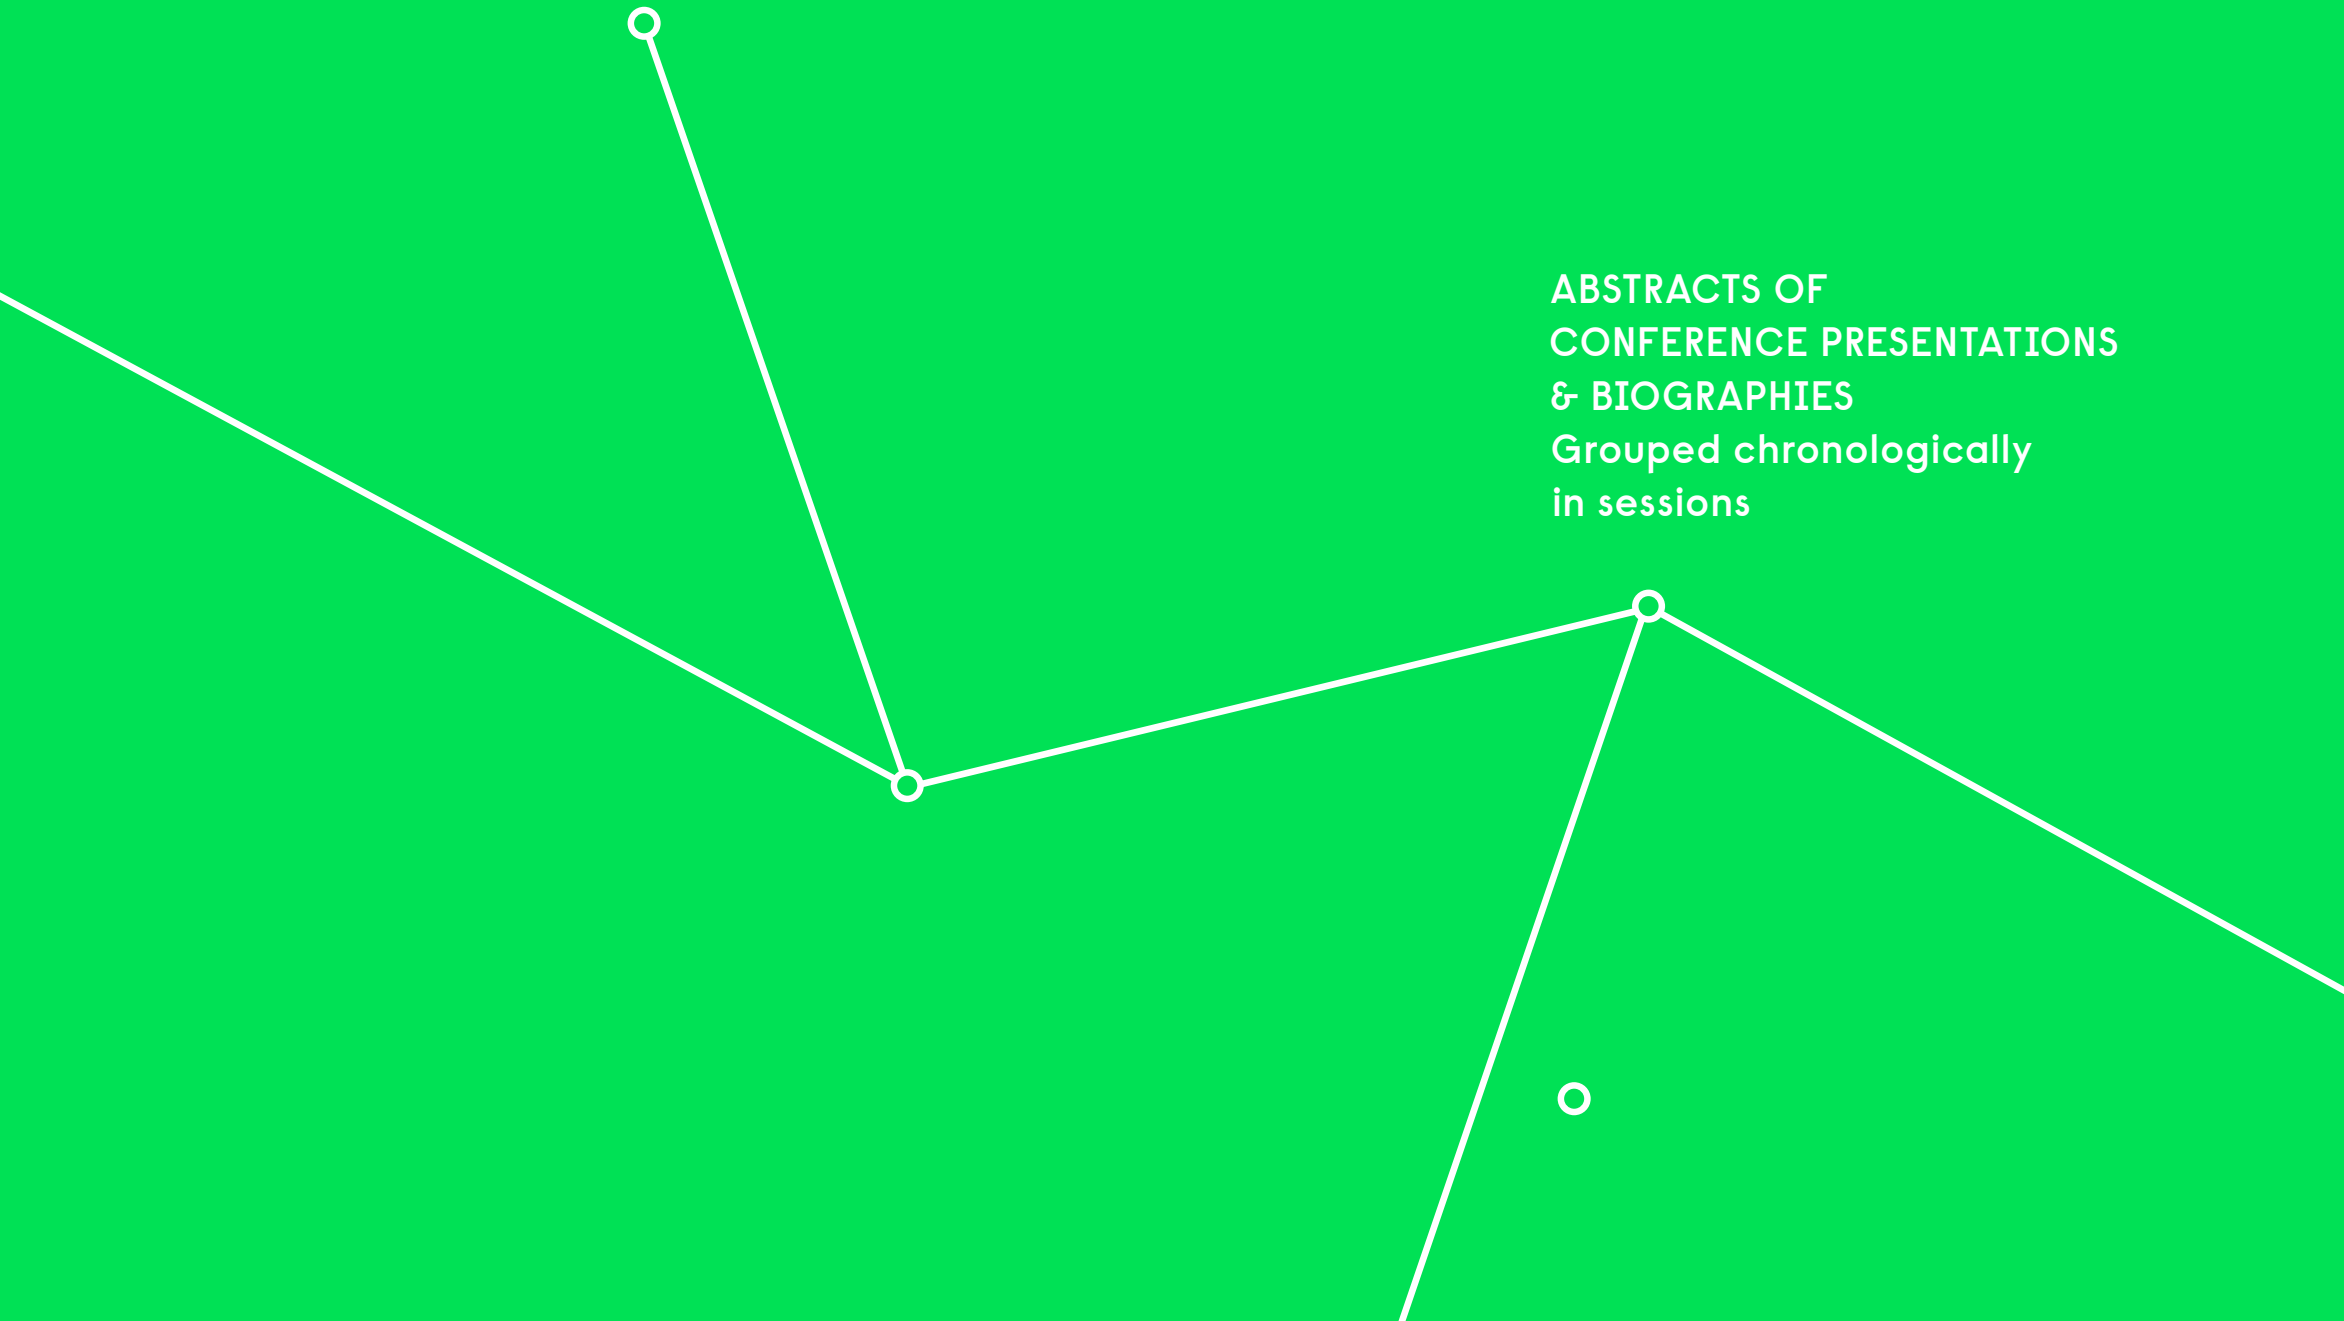 ABSTRACTS OF
CONFERENCE PRESENTATIONS
& BIOGRAPHIES
Grouped chronologically
in sessions